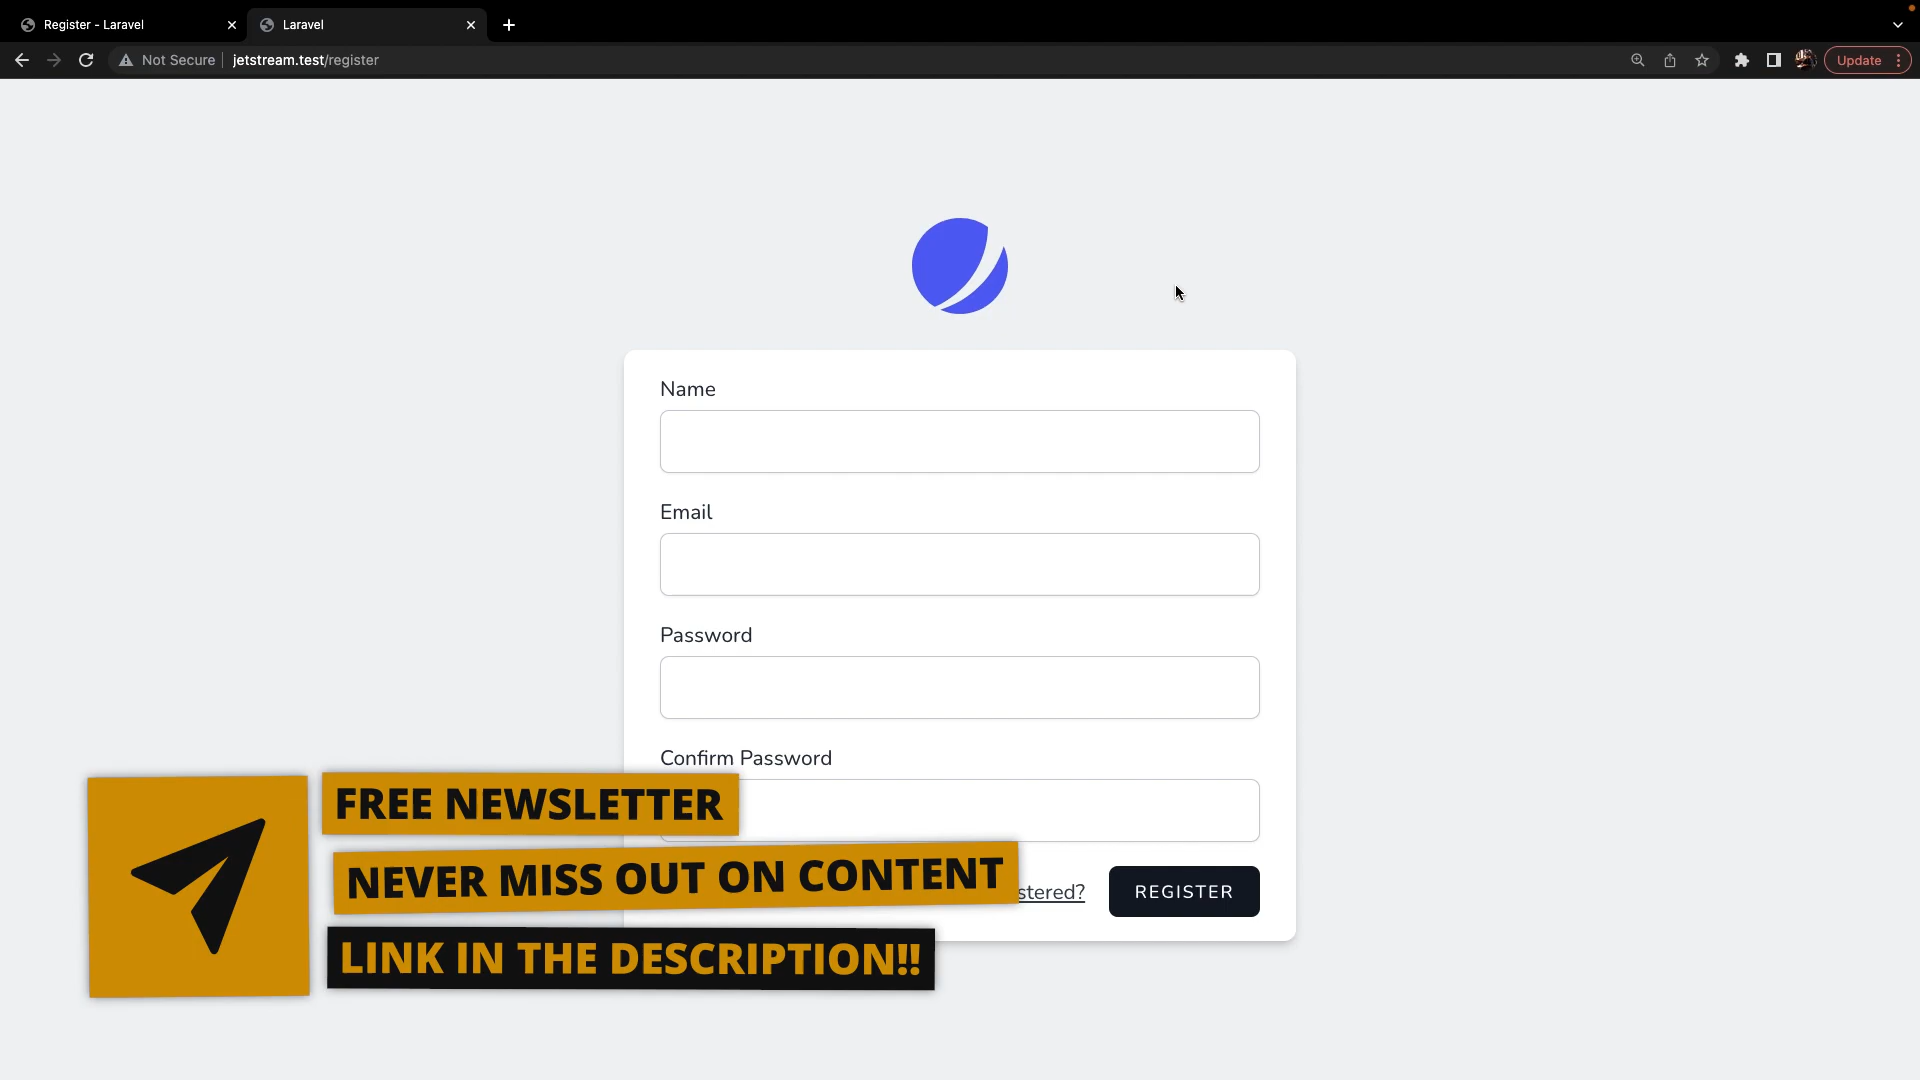 Register - Laravel
Laravel
Not Secure
jetstream.test/register
Update
Name
Email
Password
Confirm Password
FREE NEWSLETTER
NEVER MISS OUT ON CONTENT
stered?
REGISTER
LINK IN THE DESCRIPTION!!